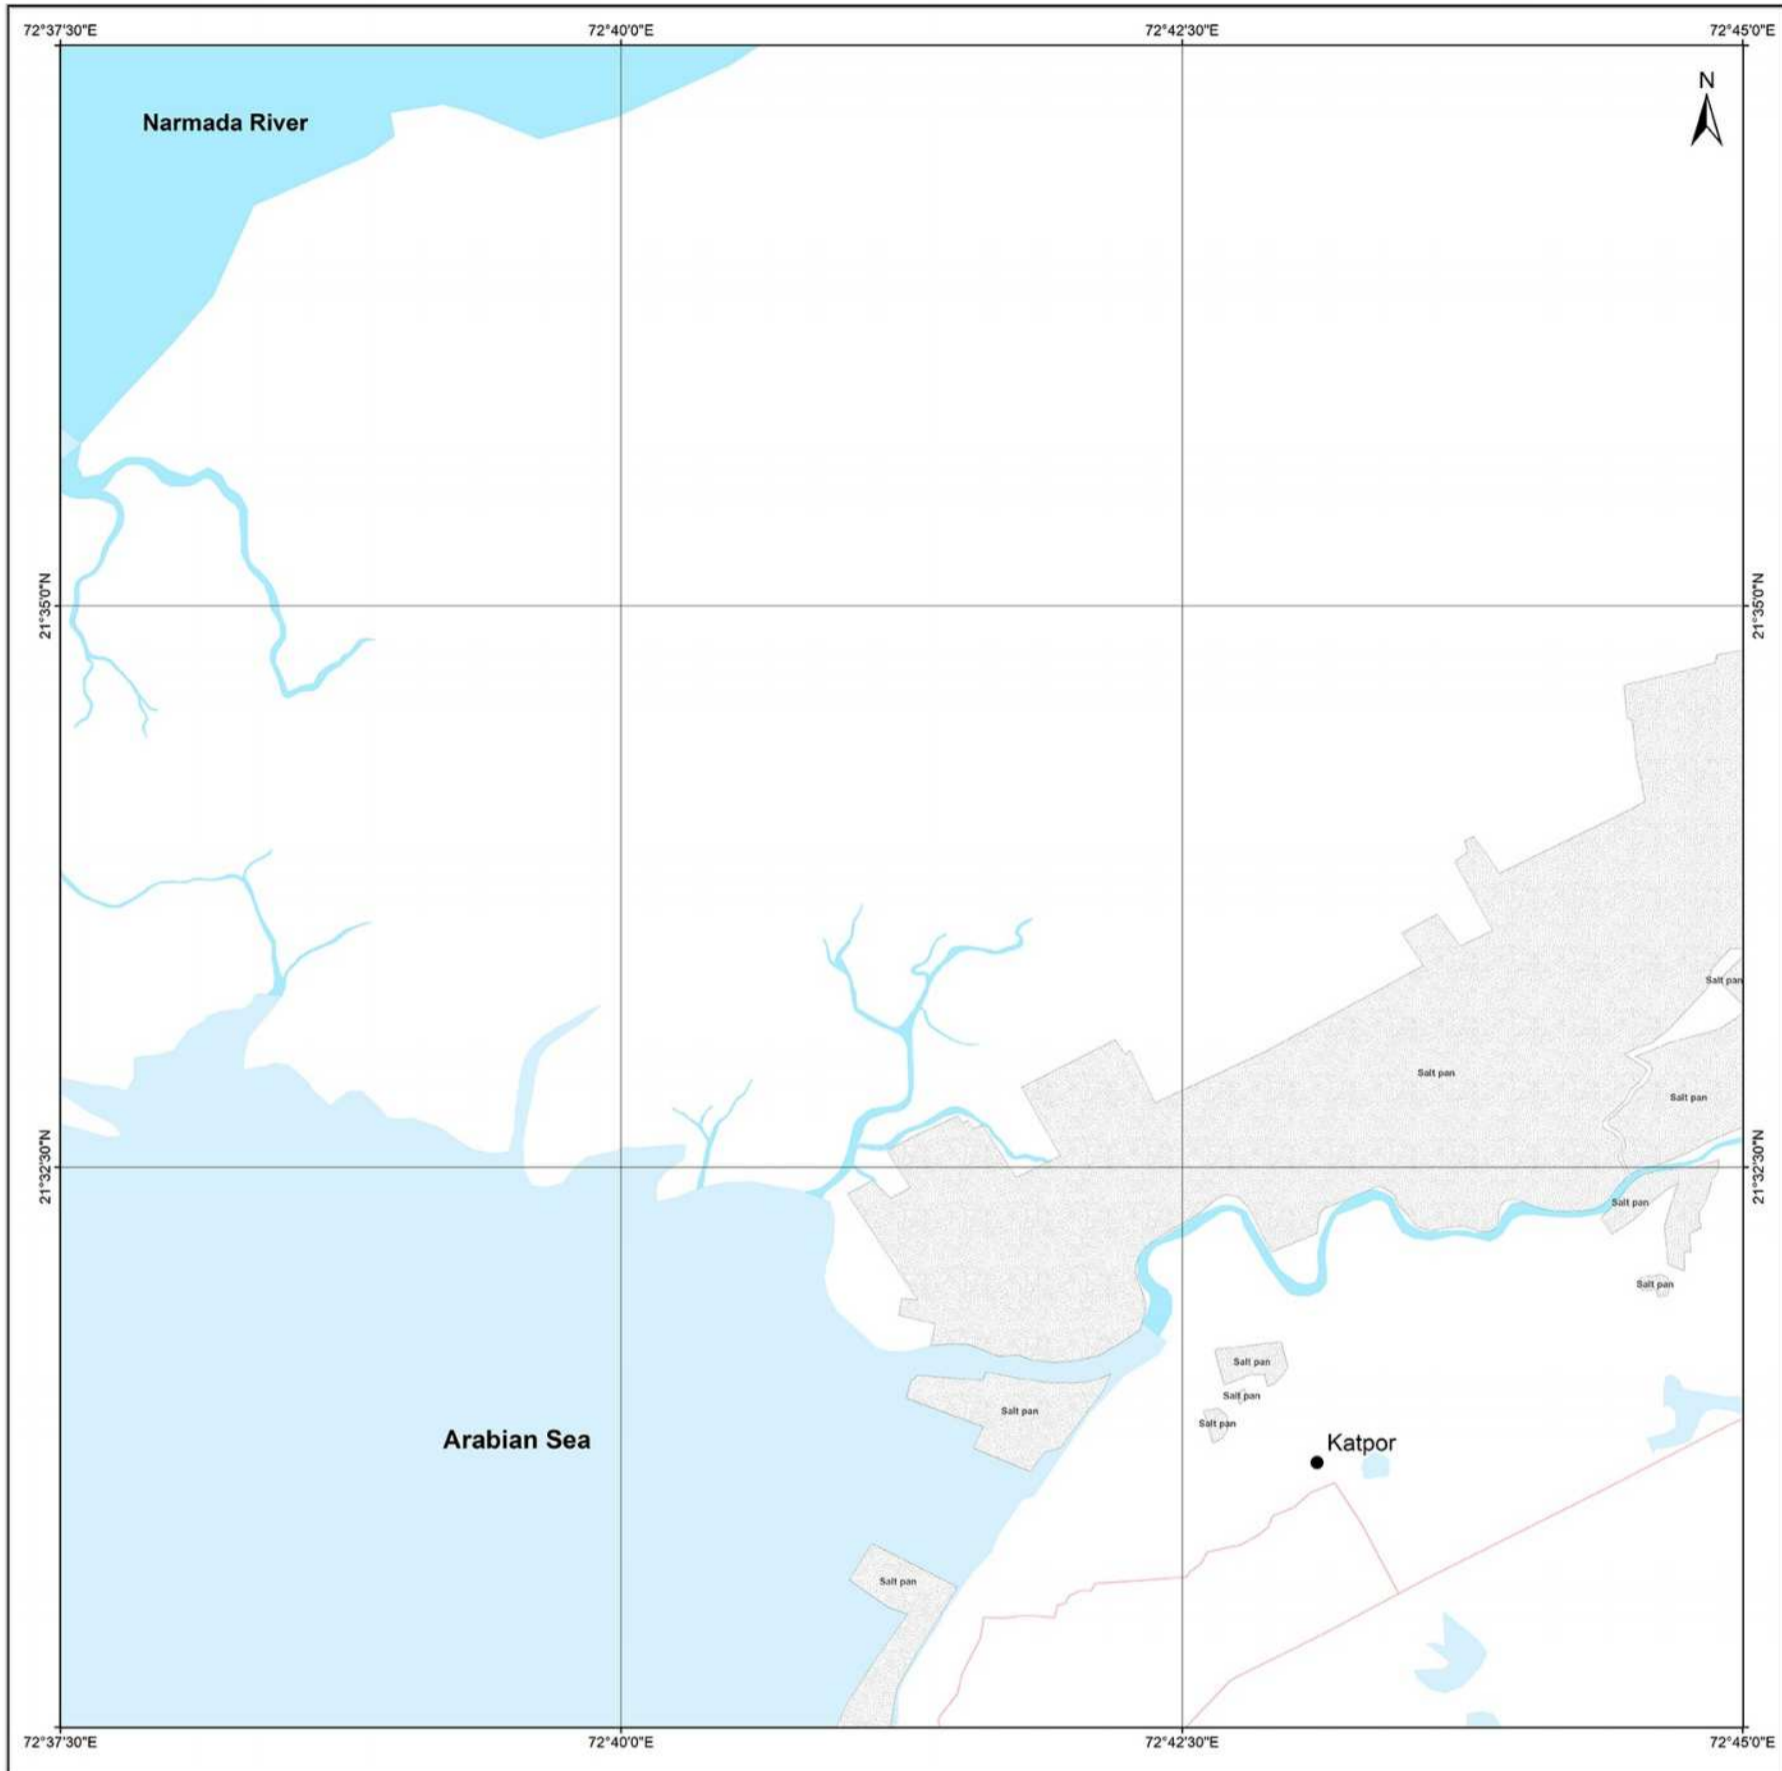 72°37'30"E
72°40'0"E
72°42'30"E
72°45'0"E
N
Narmada River
21°35'0"N
21°35'0"N
Salt pan
Salt pan
Salt pan
21°32'30"N
21°32'30"N
Salt pan
Salt pan
Salt pan
Salt pan
Salt pan
Salt pan
Arabian Sea
Katpor
Salt pan
72°37'30"E
72°40'0"E
72°42'30"E
72°45'0"E